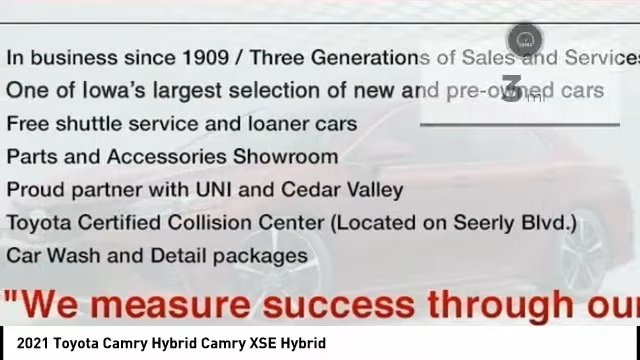 In business since 1909 / Three Generations of Sales and Services
One of Iowa's largest selection of new and pre-owned cars
3 mi
Free shuttle service and loaner cars
Parts and Accessories Showroom
Proud partner with UNI and Cedar Valley
Toyota Certified Collision Center (Located on Seerly Blvd.)
Car Wash and Detail packages
"We measure success through our
2021 Toyota Camry Hybrid Camry XSE Hybrid